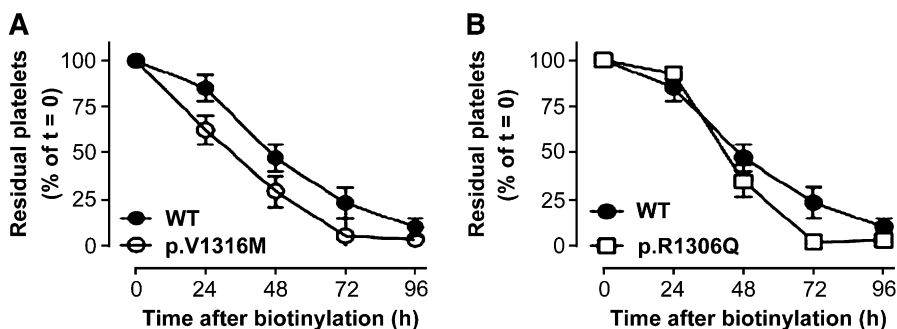 A
Residual platelets
(% of t = 0)
100
75
50
25
0
WT
p.V1316M
0 24 48 72 96
Time after biotinylation (h)
B
Residual platelets
(% of t = 0)
100
75
50
25
0
WT
p.R1306Q
0 24 48 72 96
Time after biotinylation (h)